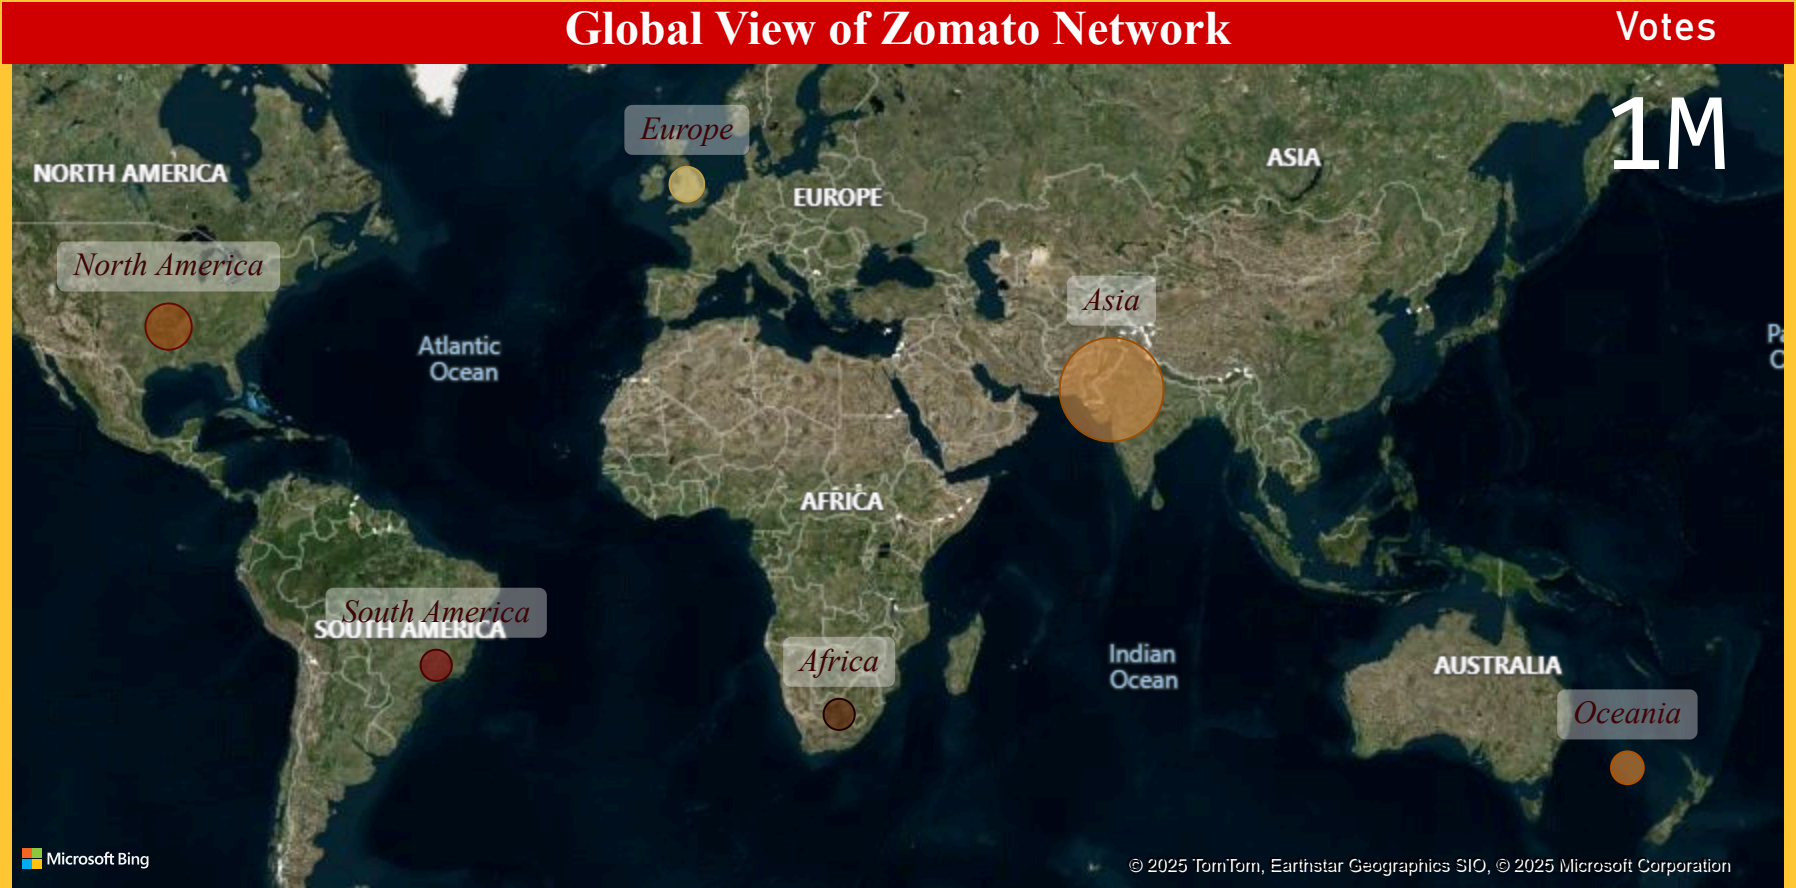 Global View of Zomato Network
Votes
1M
Europe
ASIA
NORTH AMERICA
EUROPE
North America
Asia
Atlantic
Ocean
Pa
O
AFRICA
South America
SOUTH AMERICA
Africa
Indian
Ocean
AUSTRALIA
Oceania
Microsoft Bing
© 2025 TomTom, Earthstar Geographics SIO, © 2025 Microsoft Corporation